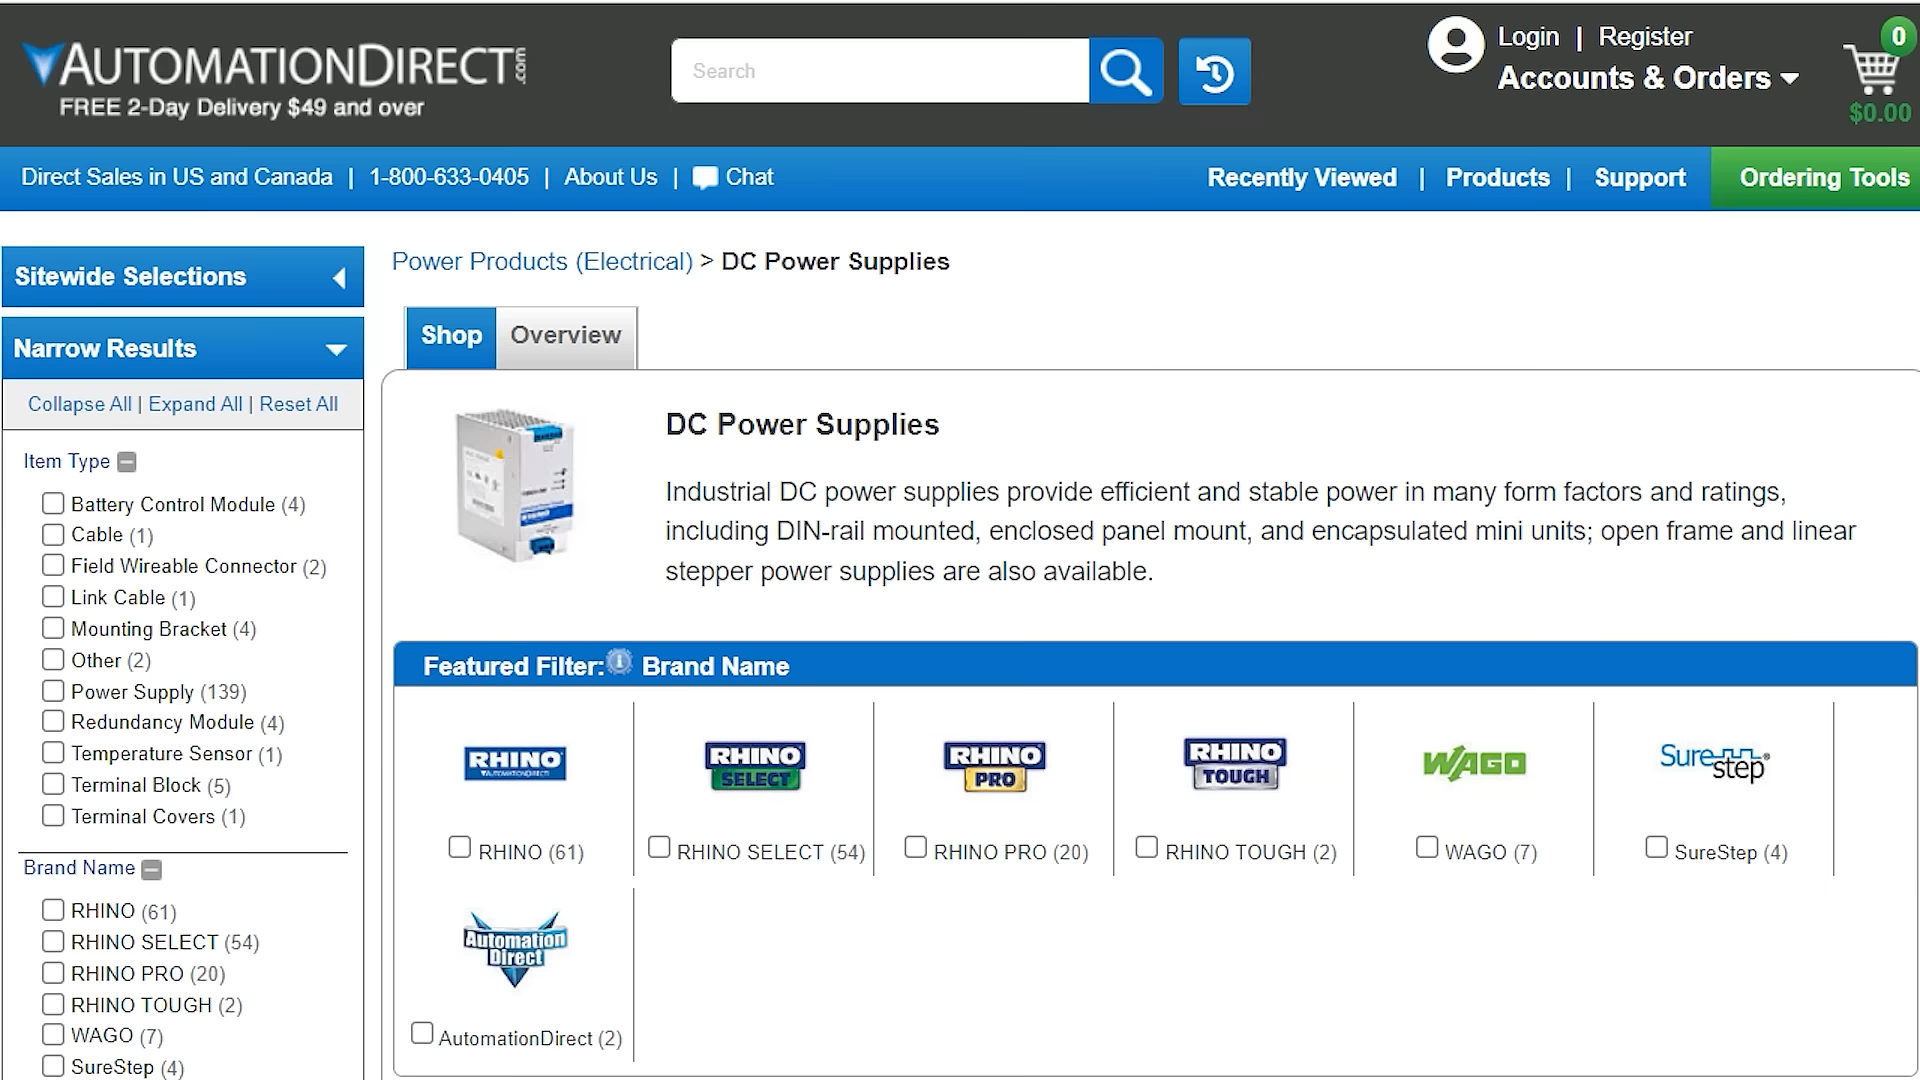 AUTOMATIONDIRECT.com
FREE 2-Day Delivery $49 and over
Search
Login | Register
Accounts & Orders
0
$0.00
Direct Sales in US and Canada | 1-800-633-0405 | About Us | Chat
Recently Viewed | Products | Support
Ordering Tools
Sitewide Selections
Narrow Results
Collapse All | Expand All | Reset All
Item Type
Battery Control Module (4)
Cable (1)
Field Wireable Connector (2)
Link Cable (1)
Mounting Bracket (4)
Other (2)
Power Supply (139)
Redundancy Module (4)
Temperature Sensor (1)
Terminal Block (5)
Terminal Covers (1)
Brand Name
RHINO (61)
RHINO SELECT (54)
RHINO PRO (20)
RHINO TOUGH (2)
WAGO (7)
SureStep (4)
Power Products (Electrical) > DC Power Supplies
Shop
Overview
DC Power Supplies
Industrial DC power supplies provide efficient and stable power in many form factors and ratings,
including DIN-rail mounted, enclosed panel mount, and encapsulated mini units; open frame and linear
stepper power supplies are also available.
Featured Filter: Brand Name
RHINO
AUTOMATIONDIRECT
RHINO (61)
RHINO
SELECT
RHINO SELECT (54)
RHINO
PRO
RHINO PRO (20)
RHINO
TOUGH
RHINO TOUGH (2)
WAGO
WAGO (7)
Sure
step®
SureStep (4)
Automation
Direct
AutomationDirect (2)